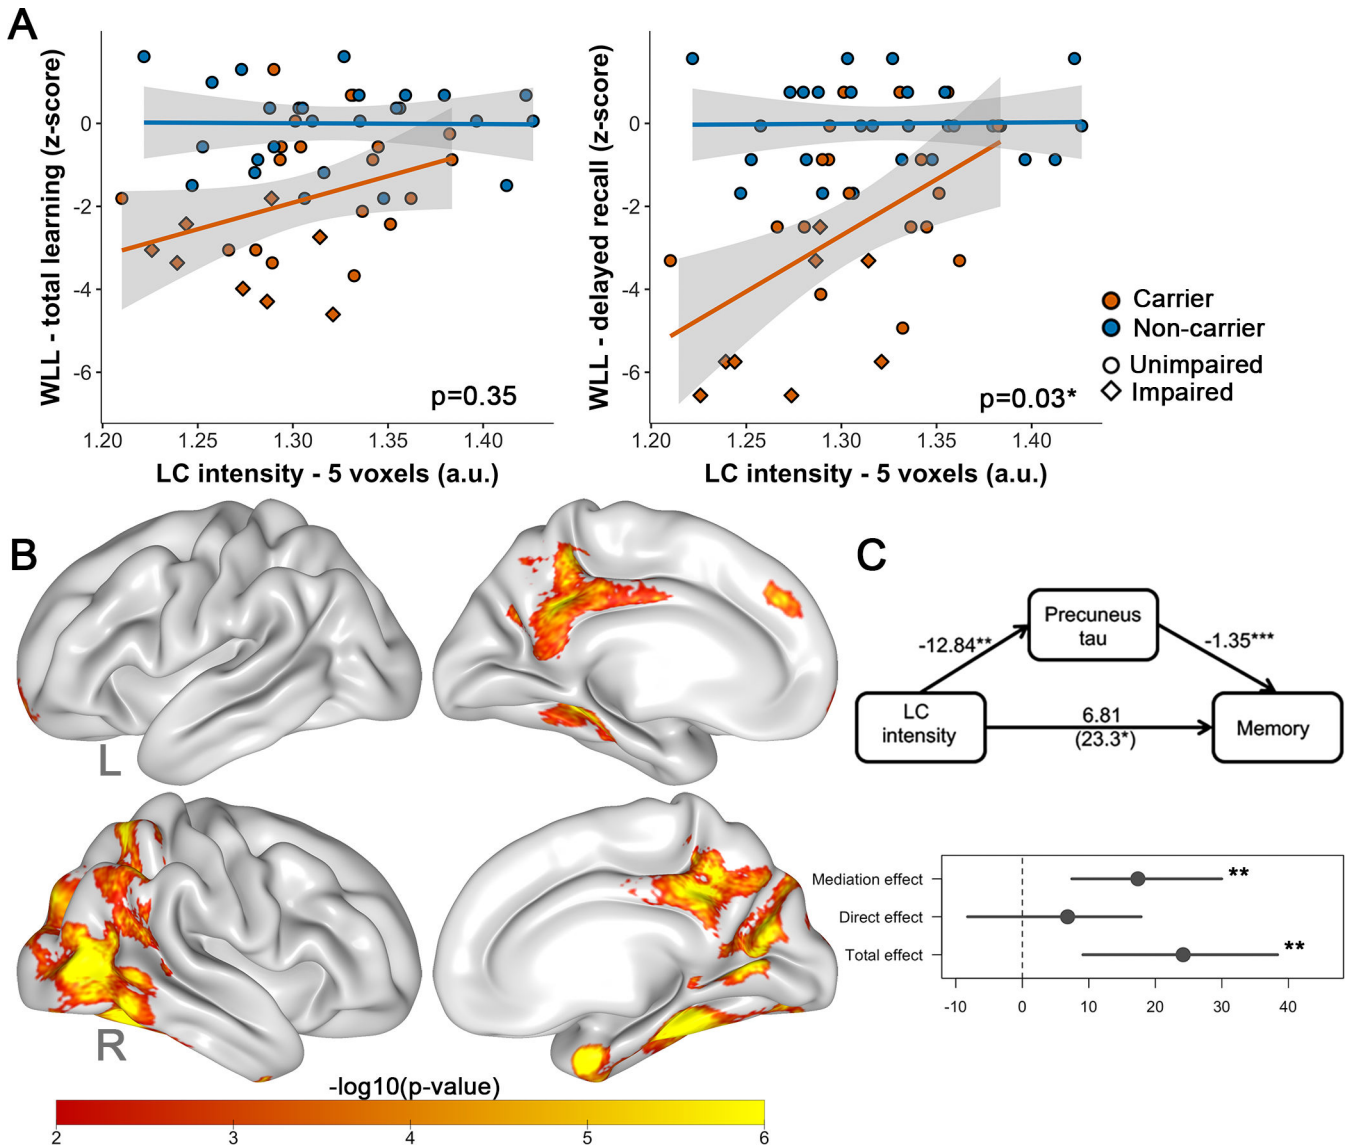 A
WLL - total learning (z-score)
0
-2
-4
-6
p=0.35
1.20 1.25 1.30 1.35 1.40
LC intensity - 5 voxels (a.u.)
WLL - delayed recall (z-score)
0
-2
-4
-6
p=0.03*
1.20 1.25 1.30 1.35 1.40
LC intensity - 5 voxels (a.u.)
Carrier
Non-carrier
Unimpaired
Impaired
B
L
R
-log10(p-value)
2 3 4 5 6
C
Precuneus
tau
-12.84**
-1.35***
LC
intensity
6.81
(23.3*)
Memory
Mediation effect
**
Direct effect
Total effect
**
-10 0 10 20 30 40